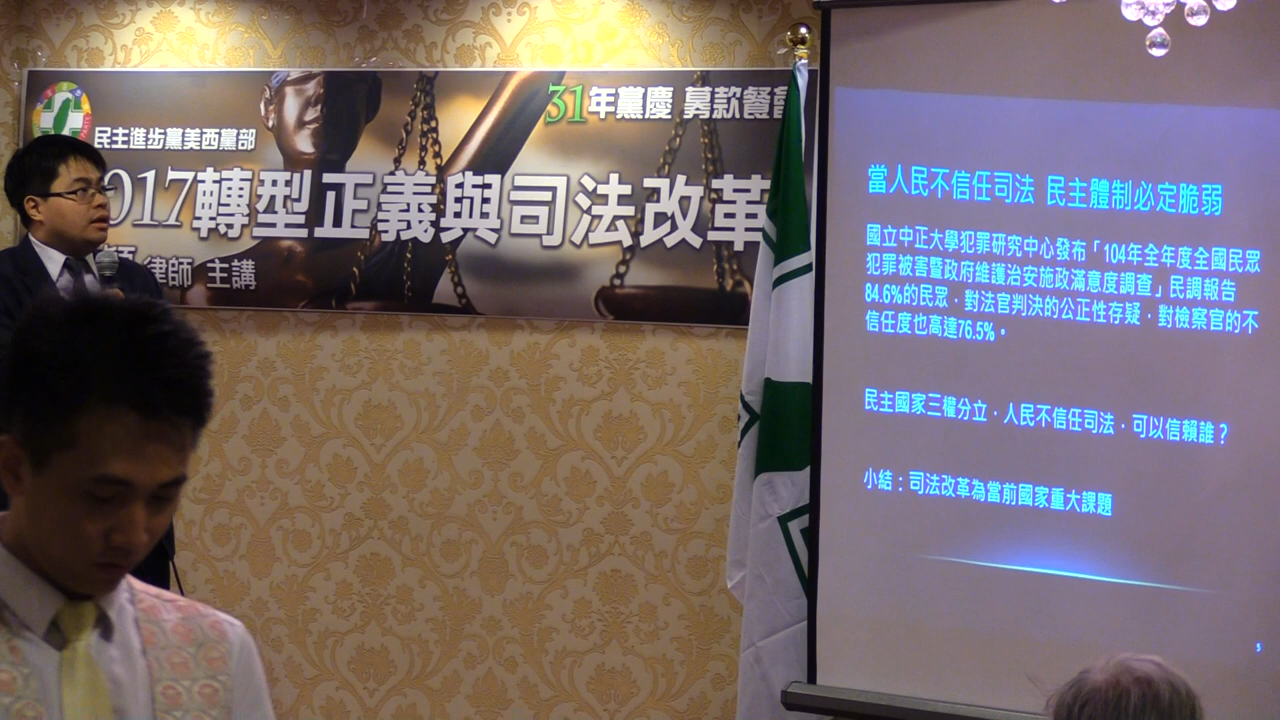 31年黨慶 募款餐會
民主進步黨美西黨部
2017轉型正義與司法改革
律師 主講
當人民不信任司法 民主體制必定脆弱
國立中正大學犯罪研究中心發布「104年全年度全國民眾
犯罪被害暨政府維護治安施政滿意度調查」民調報告
84.6%的民眾，對法官判決的公正性存疑，對檢察官的不
信任度也高達76.5%。
民主國家三權分立，人民不信任司法，可以信賴誰？
小結：司法改革為當前國家重大課題
5